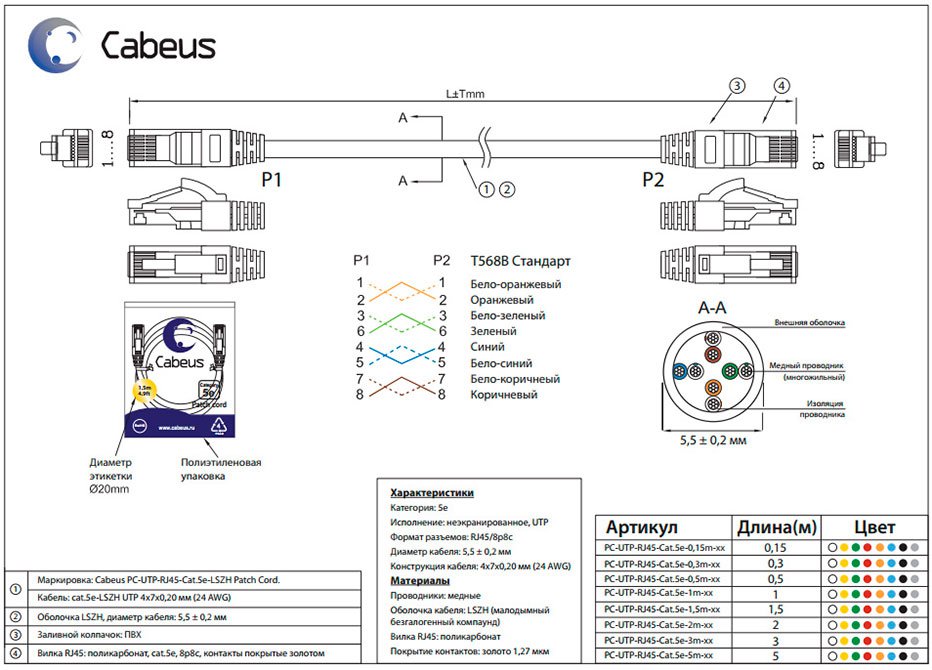 Cabeus
L±Tmm
3
4
A
1...8
1...8
P1
P2
A
1
2
P1 P2 T568B Стандарт
1 1 Бело-оранжевый
2 2 Оранжевый
3 3 Бело-зеленый
6 6 Зеленый
4 4 Синий
5 5 Бело-синий
7 7 Бело-коричный
8 8 Коричневый
A-A
Внешняя оболочка
Медный проводник
(многожильный)
Изоляция
проводника
5,5 ± 0,2 мм
Cabeus
1,5m
4,9ft
Category
5e
Patch cord
RoHS
www.cabeus.ru
4
Диаметр
этикетки
Ø20mm
Полиэтиленовая
упаковка
Характеристики
Категория: 5e
Исполнение: неэкранированное, UTP
Формат разъемов: RJ45/8p8c
Диаметр кабеля: 5,5 ± 0,2 мм
Конструкция кабеля: 4x7x0,20 мм (24 AWG)
Материалы
Проводники: медные
Оболочка кабеля: LSZH (малодымный
безгалогенный компаунд)
Вилка RJ45: поликарбонат
Покрытие контактов: золото 1,27 мкм
1 Маркировка: Cabeus PC-UTP-RJ45-Cat.5e-LSZH Patch Cord.
Кабель: cat.5e-LSZH UTP 4x7x0,20 мм (24 AWG)
2 Оболочка LSZH, диаметр кабеля: 5,5 ± 0,2 мм
3 Заливной колпачок: ПВХ
4 Вилка RJ45: поликарбонат, cat.5e, 8p8c, контакты покрытые золотом
Артикул Длина(м) Цвет
PC-UTP-RJ45-Cat.5e-0,15m-xx 0,15
PC-UTP-RJ45-Cat.5e-0,3m-xx 0,3
PC-UTP-RJ45-Cat.5e-0,5m-xx 0,5
PC-UTP-RJ45-Cat.5e-1m-xx 1
PC-UTP-RJ45-Cat.5e-1,5m-xx 1,5
PC-UTP-RJ45-Cat.5e-2m-xx 2
PC-UTP-RJ45-Cat.5e-3m-xx 3
PC-UTP-RJ45-Cat.5e-5m-xx 5